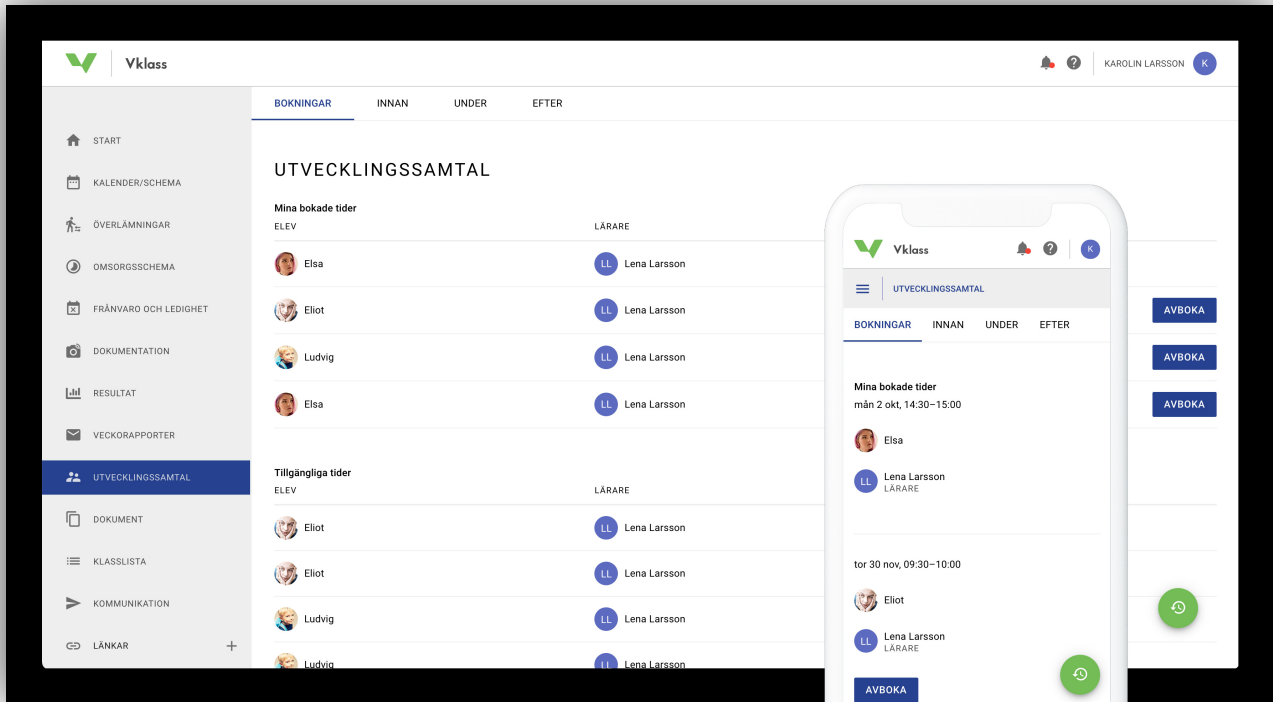 Vklass
KAROLIN LARSSON K
BOKNINGAR INNAN UNDER EFTER
START
KALENDER/SCHEMA
ÖVERLÄMNINGAR
OMSORGSSCHEMA
FRÅNVARO OCH LEDIGHET
DOKUMENTATION
RESULTAT
VECKORAPPORTER
UTVECKLINGSSAMTAL
DOKUMENT
KLASSLISTA
KOMMUNIKATION
LÄNKAR
UTVECKLINGSSAMTAL
Mina bokade tider
ELEV LÄRARE
Elsa LL Lena Larsson
Eliot LL Lena Larsson AVBOKA
Ludvig LL Lena Larsson AVBOKA
Elsa LL Lena Larsson AVBOKA
Tillgängliga tider
ELEV LÄRARE
Eliot LL Lena Larsson
Eliot LL Lena Larsson
Ludvig LL Lena Larsson
Ludvig LL Lena Larsson
Vklass K
UTVECKLINGSSAMTAL
BOKNINGAR INNAN UNDER EFTER
Mina bokade tider
mån 2 okt, 14:30–15:00
Elsa
LL Lena Larsson
LÄRARE
tor 30 nov, 09:30–10:00
Eliot
LL Lena Larsson
LÄRARE
AVBOKA